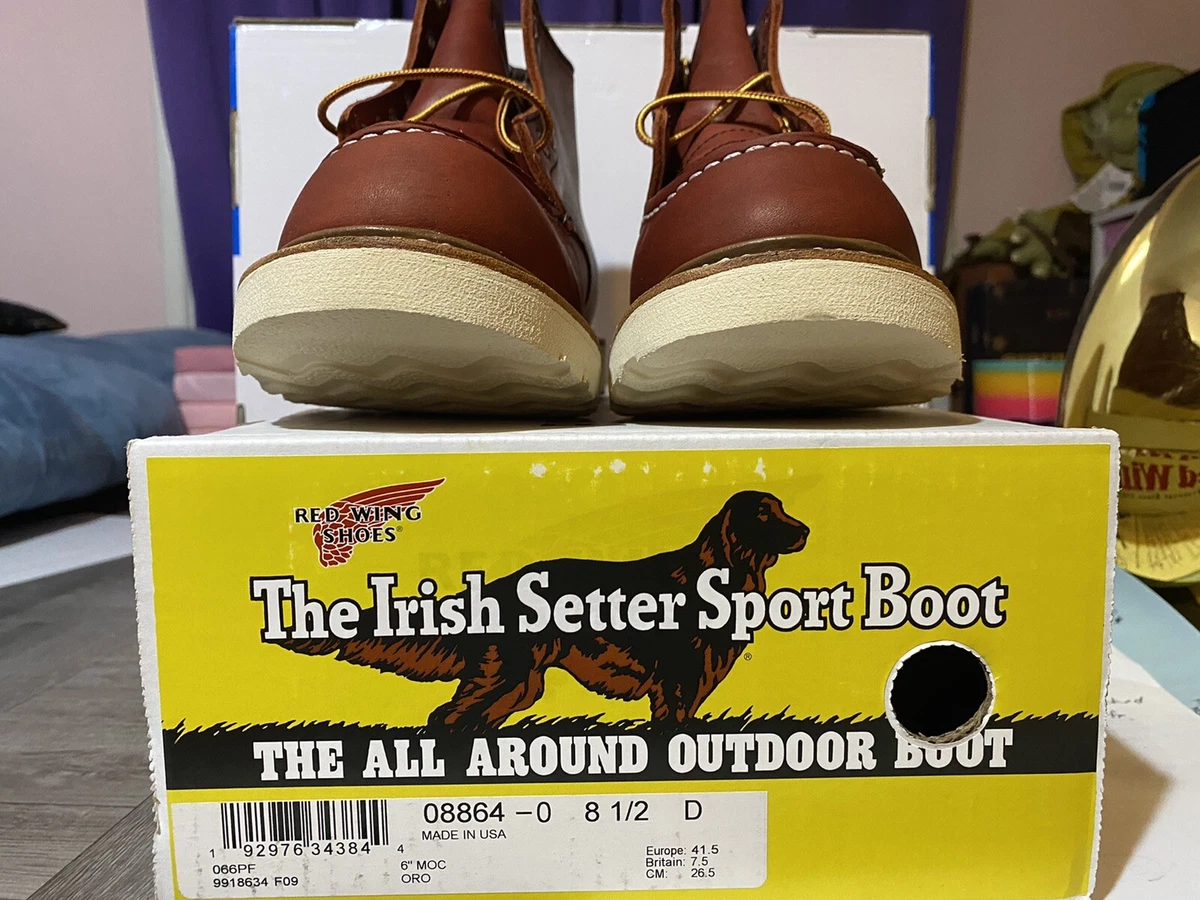 RED WING
SHOES®
The Irish Setter Sport Boot
®
THE ALL AROUND OUTDOOR BOOT
08864 -0 8 1/2 D
MADE IN USA
1 92976 34384 4
066PF
9918634 F09
6" MOC
ORO
Europe: 41.5
Britain: 7.5
CM: 26.5